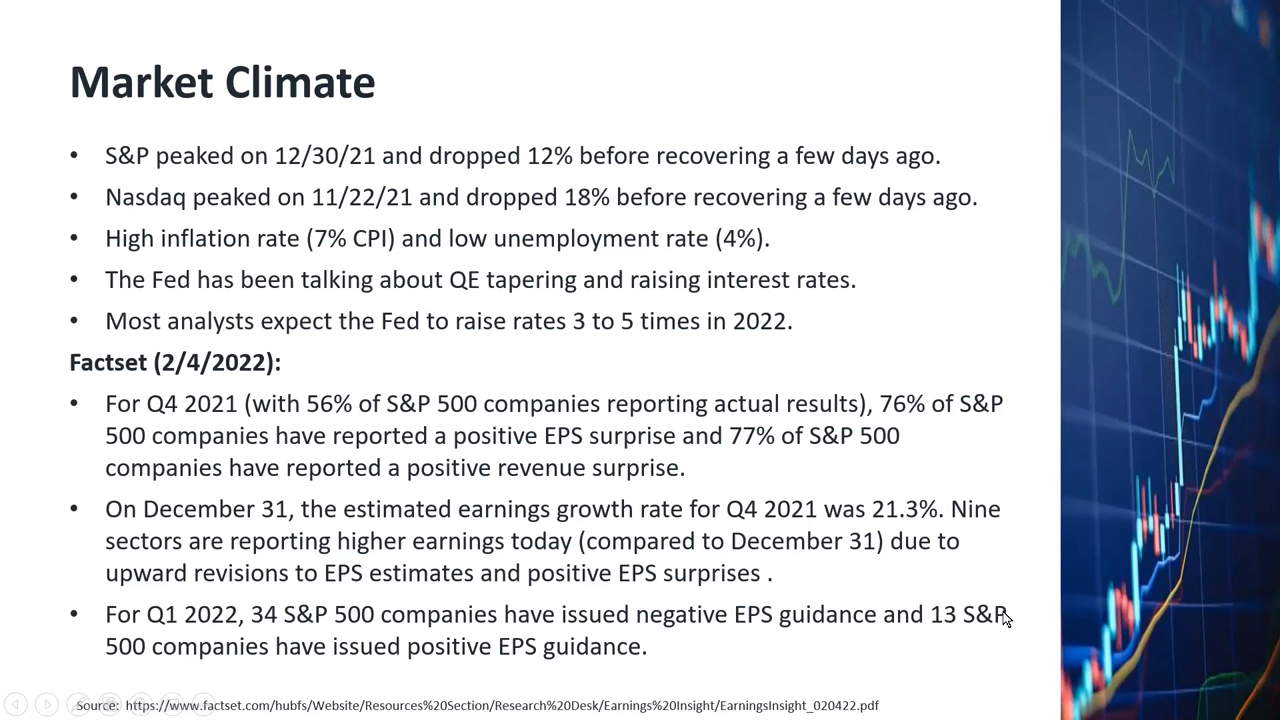 Market Climate
• S&P peaked on 12/30/21 and dropped 12% before recovering a few days ago.
• Nasdaq peaked on 11/22/21 and dropped 18% before recovering a few days ago.
• High inflation rate (7% CPI) and low unemployment rate (4%).
• The Fed has been talking about QE tapering and raising interest rates.
• Most analysts expect the Fed to raise rates 3 to 5 times in 2022.
Factset (2/4/2022):
• For Q4 2021 (with 56% of S&P 500 companies reporting actual results), 76% of S&P
500 companies have reported a positive EPS surprise and 77% of S&P 500
companies have reported a positive revenue surprise.
• On December 31, the estimated earnings growth rate for Q4 2021 was 21.3%. Nine
sectors are reporting higher earnings today (compared to December 31) due to
upward revisions to EPS estimates and positive EPS surprises .
• For Q1 2022, 34 S&P 500 companies have issued negative EPS guidance and 13 S&P
500 companies have issued positive EPS guidance.
Source: https://www.factset.com/hubfs/Website/Resources%20Section/Research%20Desk/Earnings%20Insight/EarningsInsight_020422.pdf